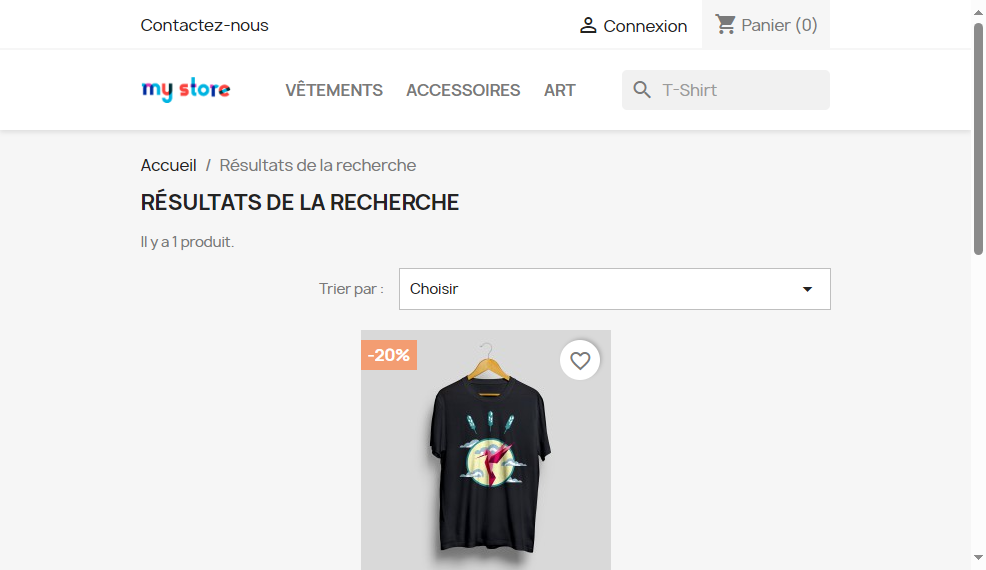 Contactez-nous
Connexion
Panier (0)
my store
VÊTEMENTS
ACCESSOIRES
ART
T-Shirt
Accueil / Résultats de la recherche
RÉSULTATS DE LA RECHERCHE
Il y a 1 produit.
Trier par :
Choisir
-20%